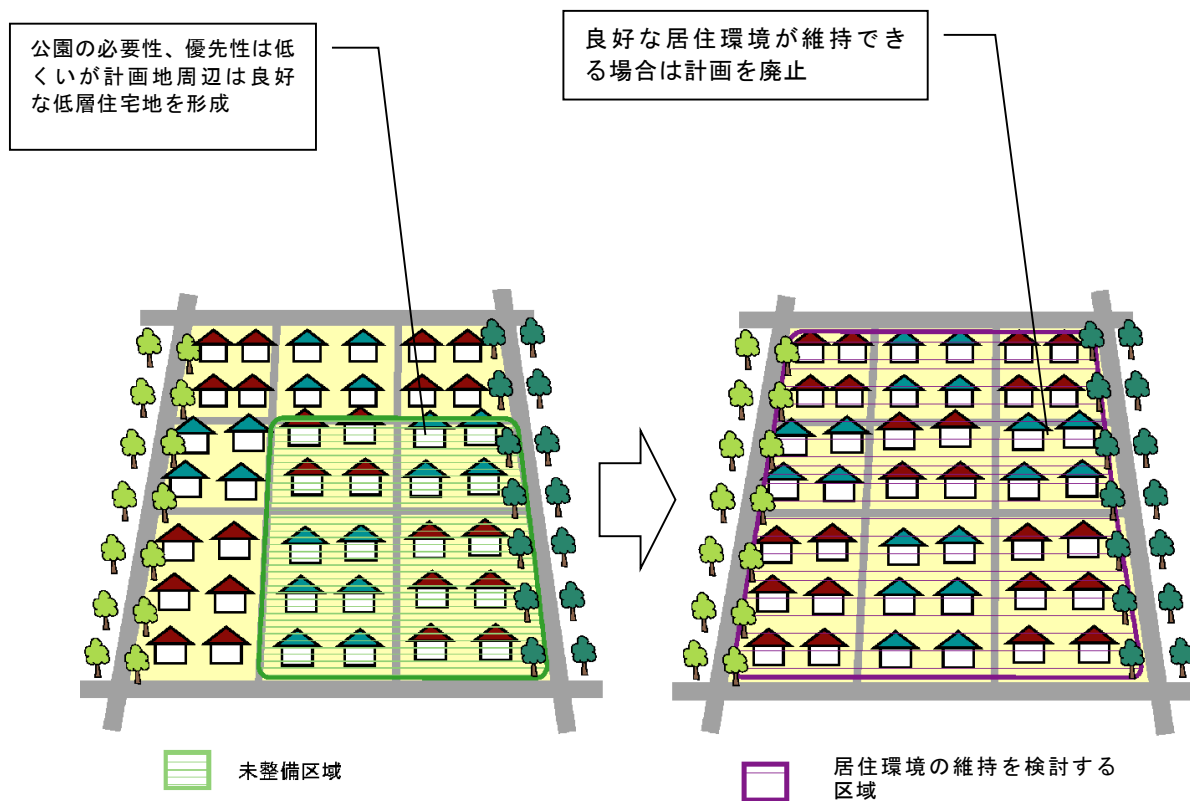 公園の必要性、優先性は低
くいが計画地周辺は良好
な低層住宅地を形成
良好な居住環境が維持でき
る場合は計画を廃止
未整備区域
居住環境の維持を検討する
区域